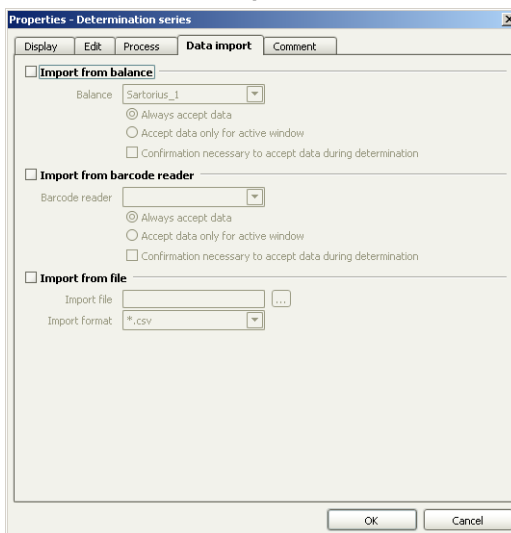 Properties - Determination series
Display Edit Process Data import Comment
Import from balance
Balance Sartorius_1
Always accept data
Accept data only for active window
Confirmation necessary to accept data during determination
Import from barcode reader
Barcode reader
Always accept data
Accept data only for active window
Confirmation necessary to accept data during determination
Import from file
Import file ...
Import format *.csv
OK Cancel